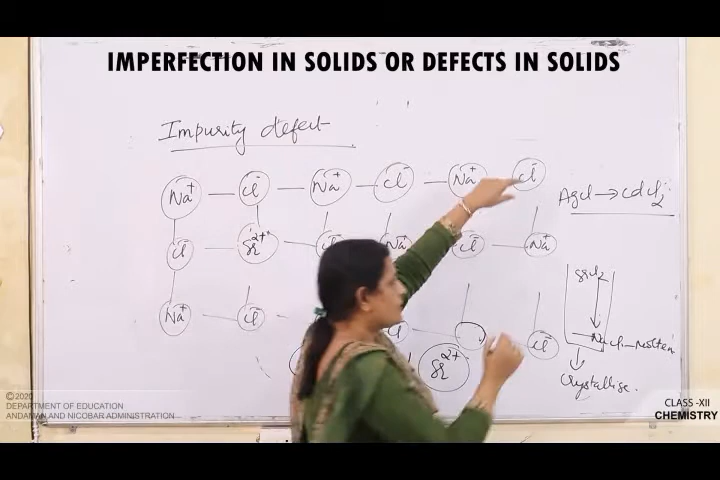 IMPERFECTION IN SOLIDS OR DEFECTS IN SOLIDS
Impurity defect
Na⁺ — Cl⁻ — Na⁺ — Cl⁻ — Na⁺ Cl⁻
AgCl → CdCl₂
Cl⁻ Sr²⁺ Na⁺ Cl⁻ — Na⁺
SrCl₂
Na⁺ — Cl⁻ Cl⁻
NaCl — molten
Sr²⁺
Crystallise.
©2020
DEPARTMENT OF EDUCATION
ANDAMAN AND NICOBAR ADMINISTRATION
CLASS -XII
CHEMISTRY